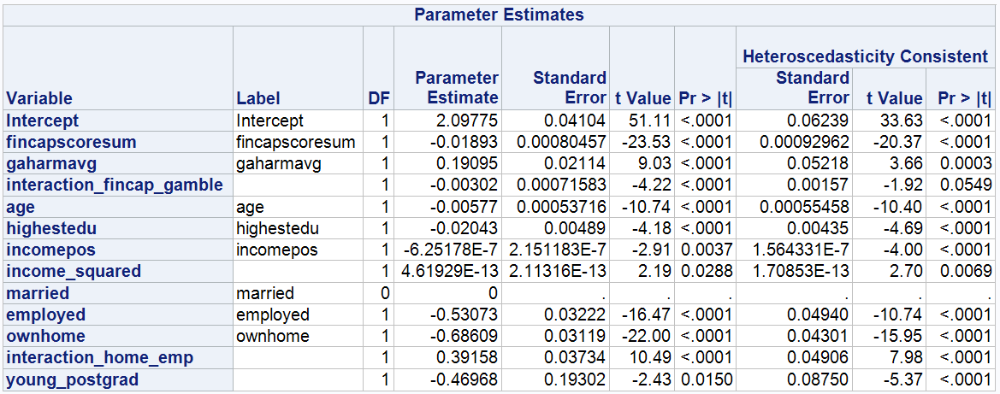 Parameter Estimates
Heteroscedasticity Consistent
Variable Label DF Parameter Estimate Standard Error t Value Pr > |t| Standard Error t Value Pr > |t|
Intercept Intercept 1 2.09775 0.04104 51.11 <.0001 0.06239 33.63 <.0001
fincapscoresum fincapscoresum 1 -0.01893 0.00080457 -23.53 <.0001 0.00092962 -20.37 <.0001
gaharmavg gaharmavg 1 0.19095 0.02114 9.03 <.0001 0.05218 3.66 0.0003
interaction_fincap_gamble 1 -0.00302 0.00071583 -4.22 <.0001 0.00157 -1.92 0.0549
age age 1 -0.00577 0.00053716 -10.74 <.0001 0.00055458 -10.40 <.0001
highestedu highestedu 1 -0.02043 0.00489 -4.18 <.0001 0.00435 -4.69 <.0001
incomepos incomepos 1 -6.25178E-7 2.151183E-7 -2.91 0.0037 1.564331E-7 -4.00 <.0001
income_squared 1 4.61929E-13 2.11316E-13 2.19 0.0288 1.70853E-13 2.70 0.0069
married married 0 0 . . . . . .
employed employed 1 -0.53073 0.03222 -16.47 <.0001 0.04940 -10.74 <.0001
ownhome ownhome 1 -0.68609 0.03119 -22.00 <.0001 0.04301 -15.95 <.0001
interaction_home_emp 1 0.39158 0.03734 10.49 <.0001 0.04906 7.98 <.0001
young_postgrad 1 -0.46968 0.19302 -2.43 0.0150 0.08750 -5.37 <.0001